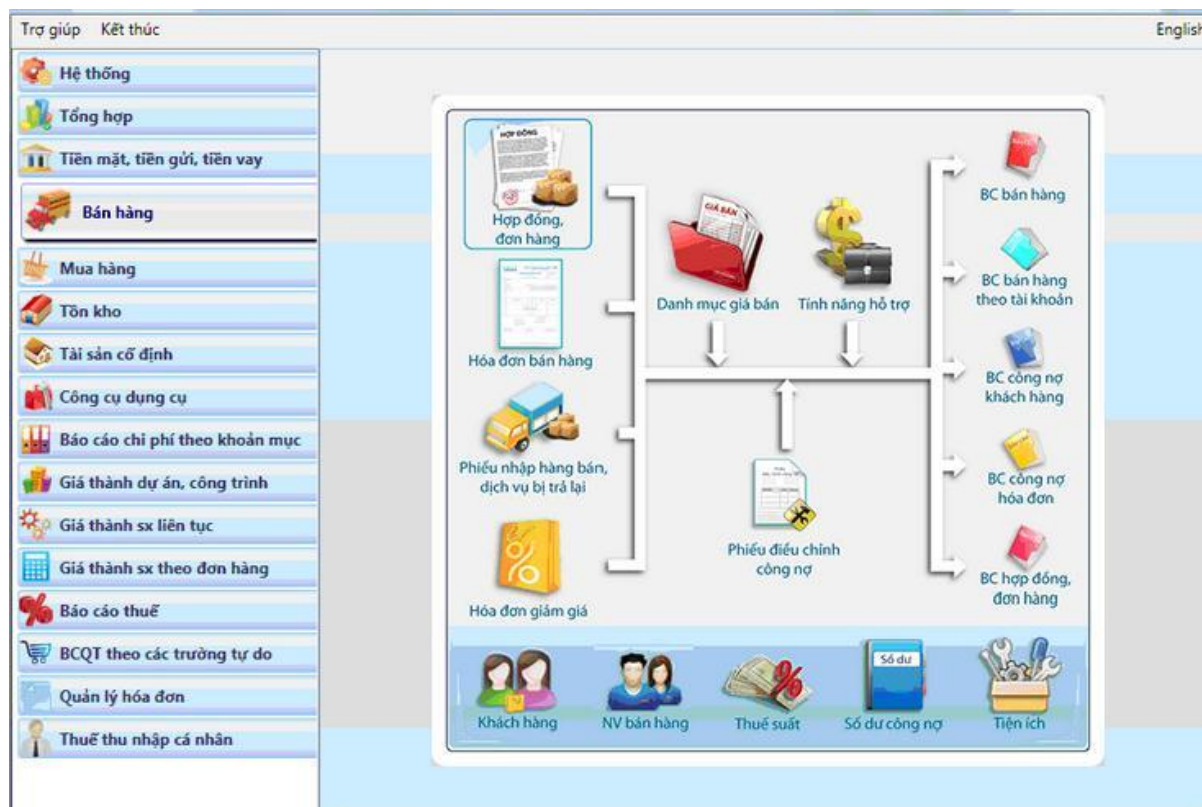 Trợ giúp Kết thúc English
Hệ thống
Tổng hợp
Tiền mặt, tiền gửi, tiền vay
Bán hàng
Mua hàng
Tồn kho
Tài sản cố định
Công cụ dụng cụ
Báo cáo chi phí theo khoản mục
Giá thành dự án, công trình
Giá thành sx liên tục
Giá thành sx theo đơn hàng
Báo cáo thuế
BCQT theo các trường tự do
Quản lý hóa đơn
Thuế thu nhập cá nhân
HỢP ĐỒNG
Hợp đồng,
đơn hàng
Hóa đơn bán hàng
Phiếu nhập hàng bán,
dịch vụ bị trả lại
Hóa đơn giảm giá
GIÁ BÁN
Danh mục giá bán
Tính năng hỗ trợ
Phiếu điều chỉnh
công nợ
BC bán hàng
BC bán hàng
theo tài khoản
BC công nợ
khách hàng
BC công nợ
hóa đơn
BC hợp đồng,
đơn hàng
Khách hàng
NV bán hàng
Thuế suất
Số dư
Số dư công nợ
Tiện ích